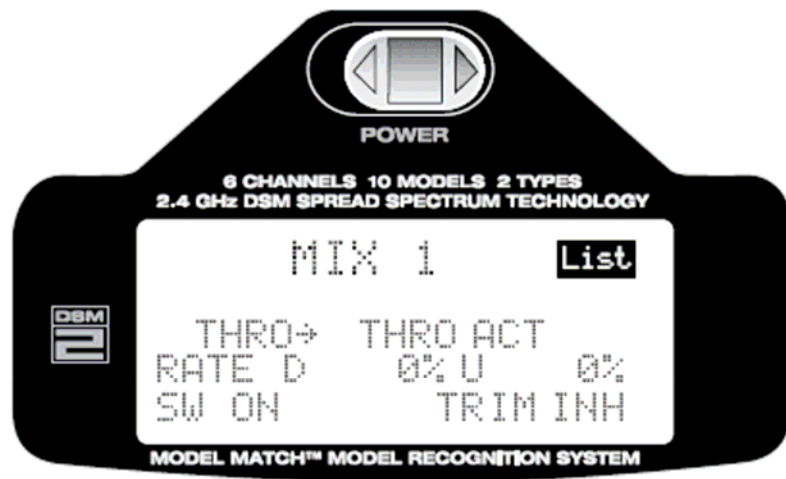 POWER
6 CHANNELS 10 MODELS 2 TYPES
2.4 GHz DSM SPREAD SPECTRUM TECHNOLOGY
MIX 1 List
DSM
2
THRO→ THRO ACT
RATE D 0% U 0%
SW ON TRIM INH
MODEL MATCH™ MODEL RECOGNITION SYSTEM